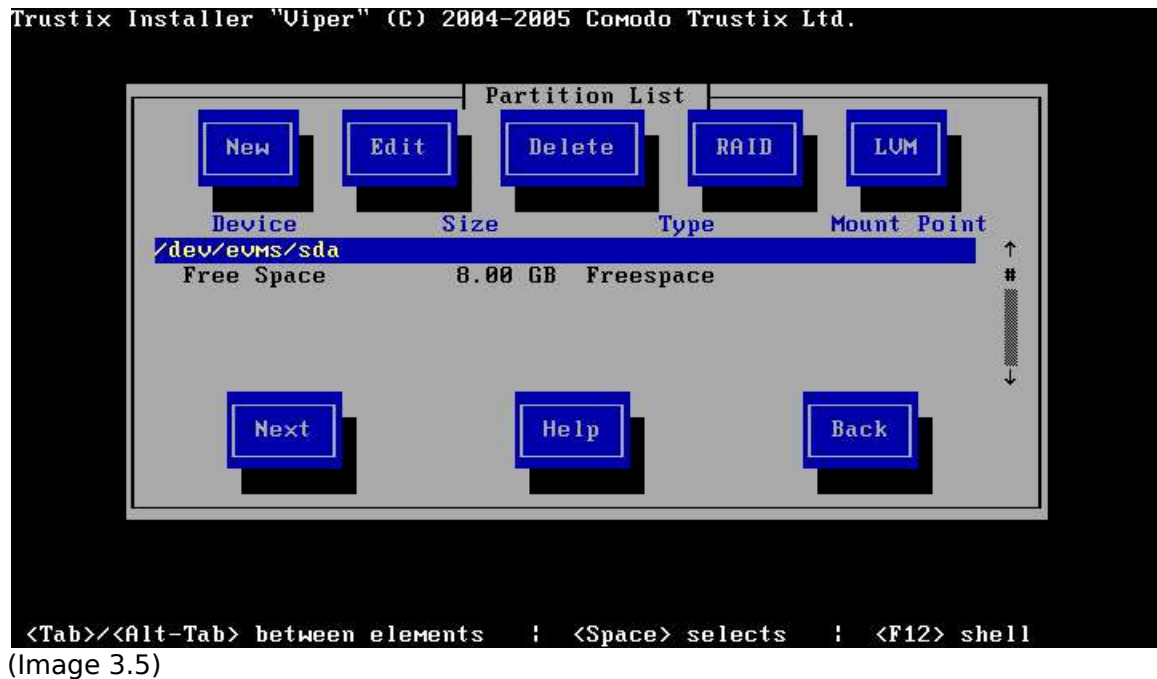 Trustix Installer "Viper" (C) 2004-2005 Comodo Trustix Ltd.
Partition List
New Edit Delete RAID LVM
Device Size Type Mount Point
/dev/evms/sda ↑
Free Space 8.00 GB Freespace #
↓
Next Help Back
<Tab>/<Alt-Tab> between elements ¦ <Space> selects ¦ <F12> shell
(Image 3.5)